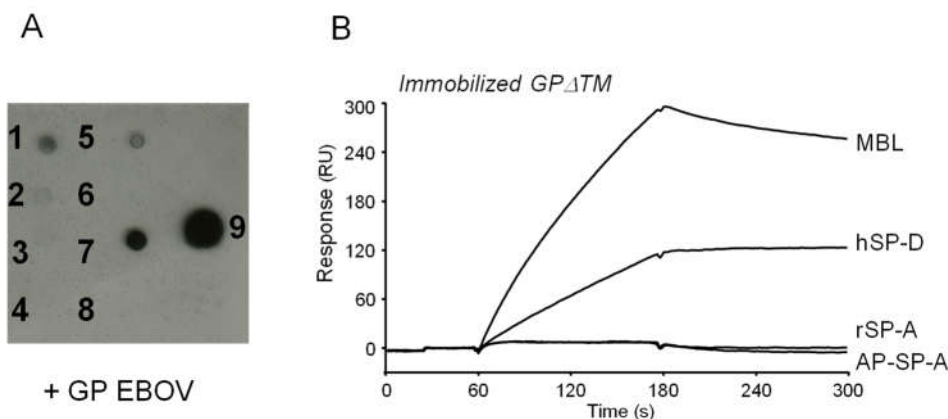 A
1 5
2 6
9
3 7
4 8
+ GP EBOV
B
Immobilized GPΔTM
300
240
180
120
60
0
Response (RU)
0 60 120 180 240 300
Time (s)
MBL
hSP-D
rSP-A
AP-SP-A